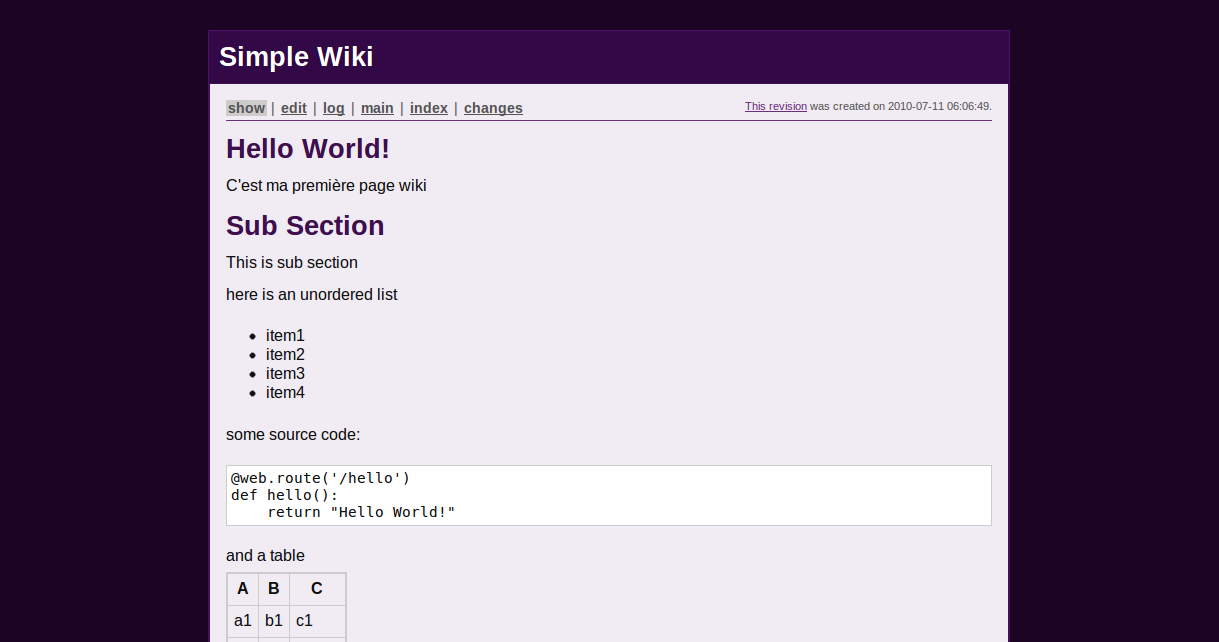 Simple Wiki
show | edit | log | main | index | changes This revision was created on 2010-07-11 06:06:49.
Hello World!
C'est ma première page wiki
Sub Section
This is sub section
here is an unordered list
item1
item2
item3
item4
some source code:
@web.route('/hello')
def hello():
    return "Hello World!"
and a table
A B C
a1 b1 c1